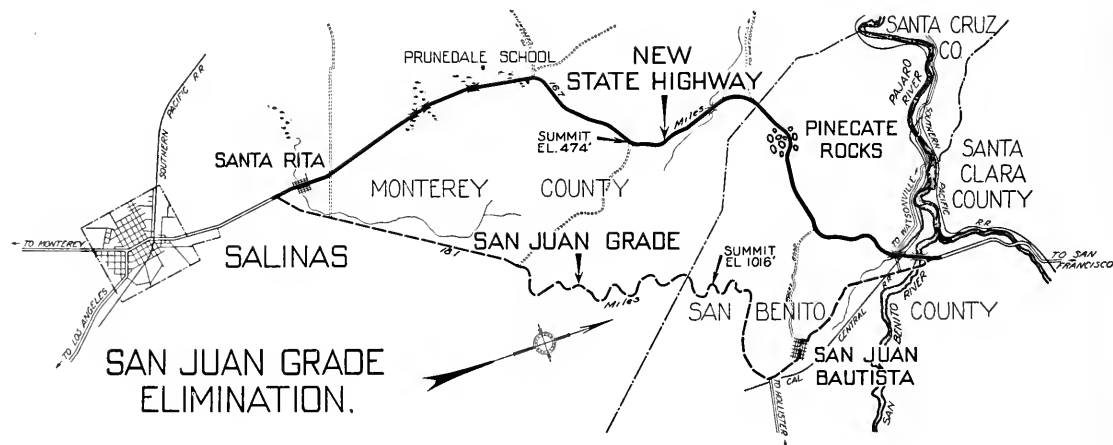 SANTA CRUZ
CO.
PRUNEDALE SCHOOL
NEW
STATE HIGHWAY
167 Miles
SUMMIT
EL. 474'
PINECATE
ROCKS
PAJARO
RIVER
SOUTHERN
PACIFIC
R.R.
SANTA
CLARA
COUNTY
SOUTHERN PACIFIC R.R
SANTA RITA
MONTEREY COUNTY
TO MONTEREY
SALINAS
TO LOS ANGELES
SAN JUAN GRADE
181 Miles
SUMMIT
EL 1016'
TO WATSONVILLE
TO SAN
FRANCISCO
SAN BENITO COUNTY
CAL CENTRAL R.R.
SAN BENITO RIVER
SAN JUAN
BAUTISTA
TO HOLLISTER
SAN JUAN GRADE
ELIMINATION.